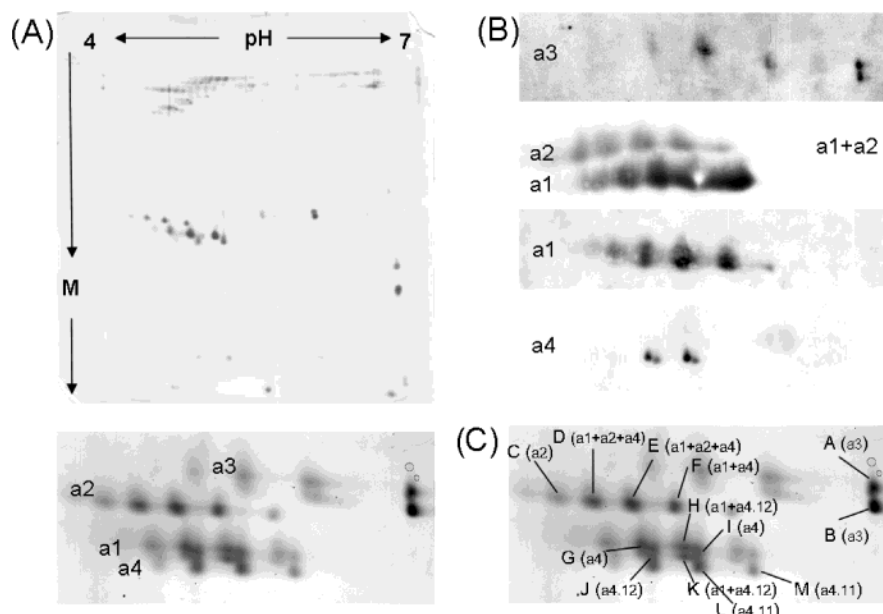 (A)
4 pH 7
M
a3
a2
a1
a4
(B)
a3
a2 a1+a2
a1
a1
a4
(C)
C (a2)
D (a1+a2+a4)
E (a1+a2+a4)
F (a1+a4)
A (a3)
H (a1+a4.12)
I (a4)
B (a3)
G (a4)
J (a4.12)
K (a1+a4.12)
M (a4.11)
L (a4.11)